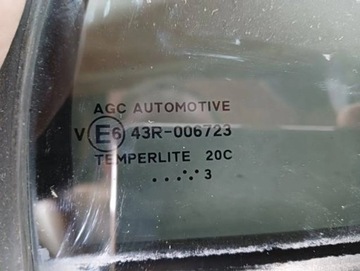 AGC AUTOMOTIVE
V E6 43R-006723
TEMPERLITE 20C
.....:·: 3